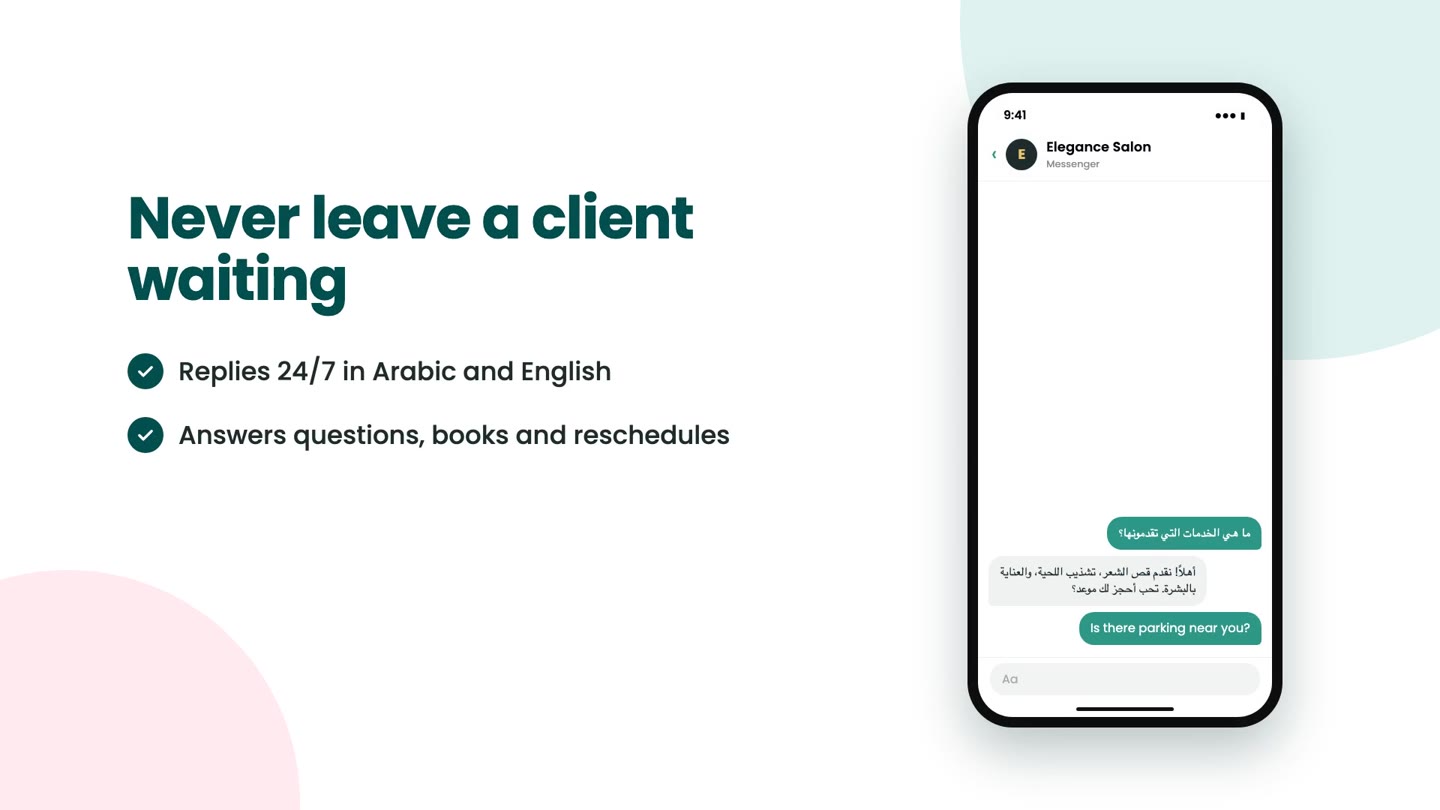 Never leave a client
waiting
Replies 24/7 in Arabic and English
Answers questions, books and reschedules
9:41
E
Elegance Salon
Messenger
ما هي الخدمات التي تقدمونها؟
أهلاً! نقدم قص الشعر، تشذيب اللحية، والعناية
بالبشرة. تحب أحجز لك موعد؟
Is there parking near you?
Aa